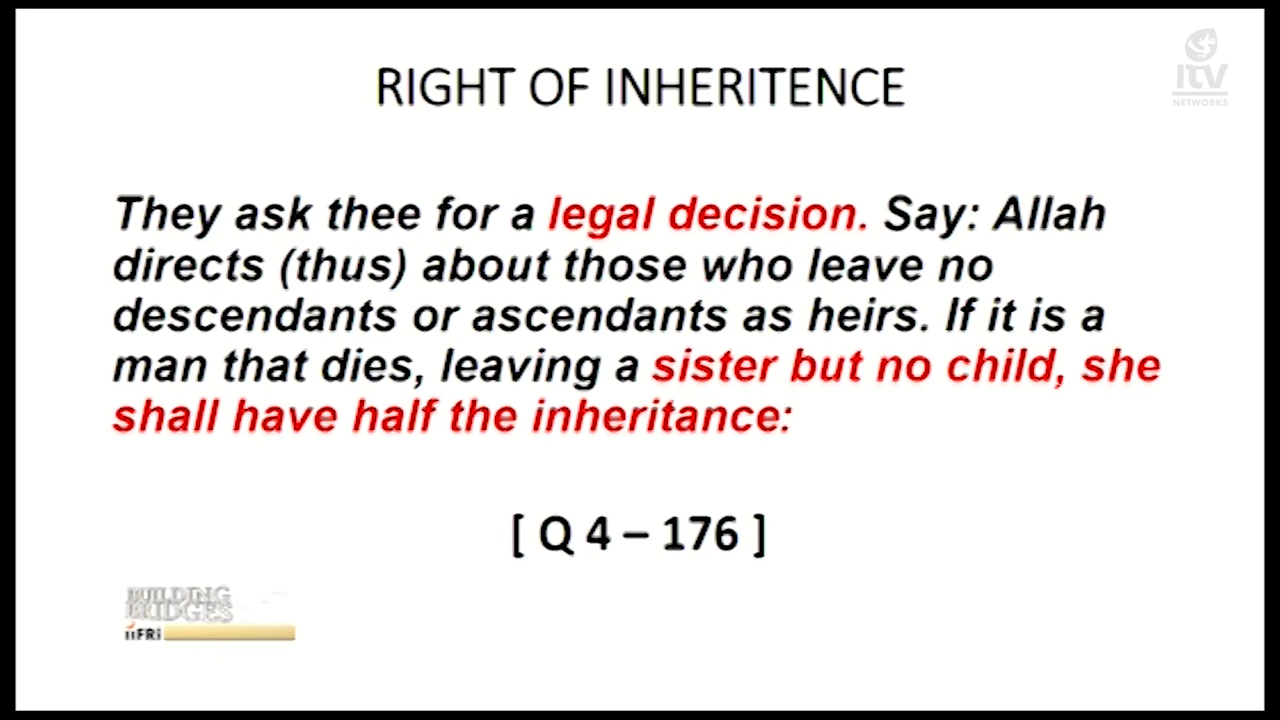 RIGHT OF INHERITENCE
ITV
NETWORKS
They ask thee for a legal decision. Say: Allah
directs (thus) about those who leave no
descendants or ascendants as heirs. If it is a
man that dies, leaving a sister but no child, she
shall have half the inheritance:
[ Q 4 – 176 ]
BUILDING
BRIDGES
iiFRi